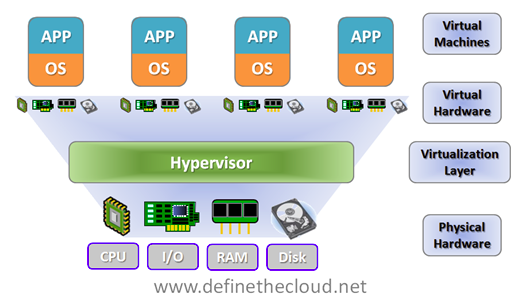 APP
APP
APP
APP
Virtual
Machines
OS
OS
OS
OS
Virtual
Hardware
Hypervisor
Virtualization
Layer
Physical
Hardware
CPU
I/O
RAM
Disk
www.definethecloud.net